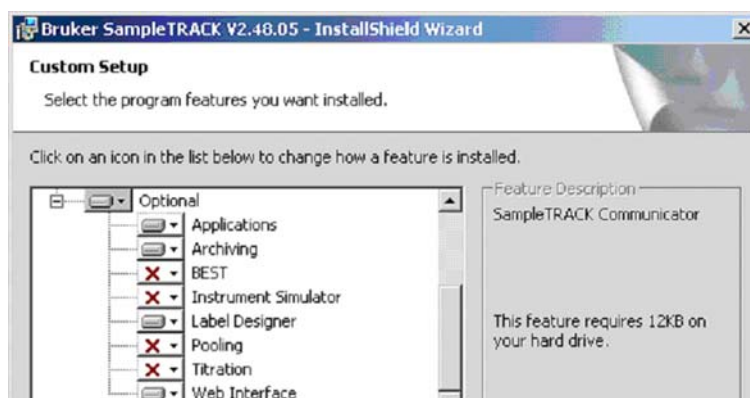 Bruker SampleTRACK V2.48.05 - InstallShield Wizard
Custom Setup
Select the program features you want installed.
Click on an icon in the list below to change how a feature is installed.
Optional
Applications
Archiving
BEST
Instrument Simulator
Label Designer
Pooling
Titration
Web Interface
Feature Description
SampleTRACK Communicator
This feature requires 12KB on
your hard drive.